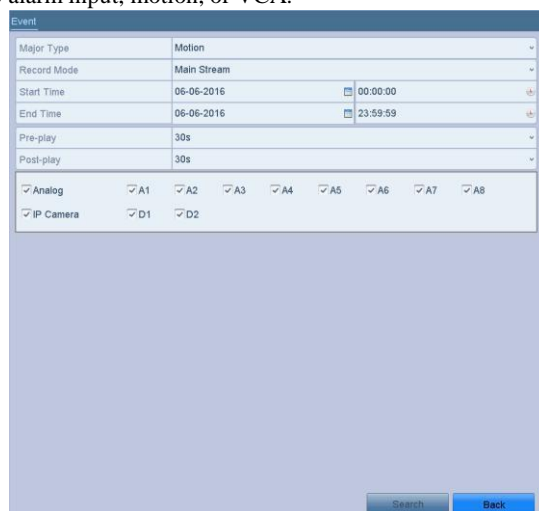 alarm input, motion, or VCA.
Event
Major Type Motion
Record Mode Main Stream
Start Time 06-06-2016 00:00:00
End Time 06-06-2016 23:59:59
Pre-play 30s
Post-play 30s
Analog A1 A2 A3 A4 A5 A6 A7 A8
IP Camera D1 D2
Search Back